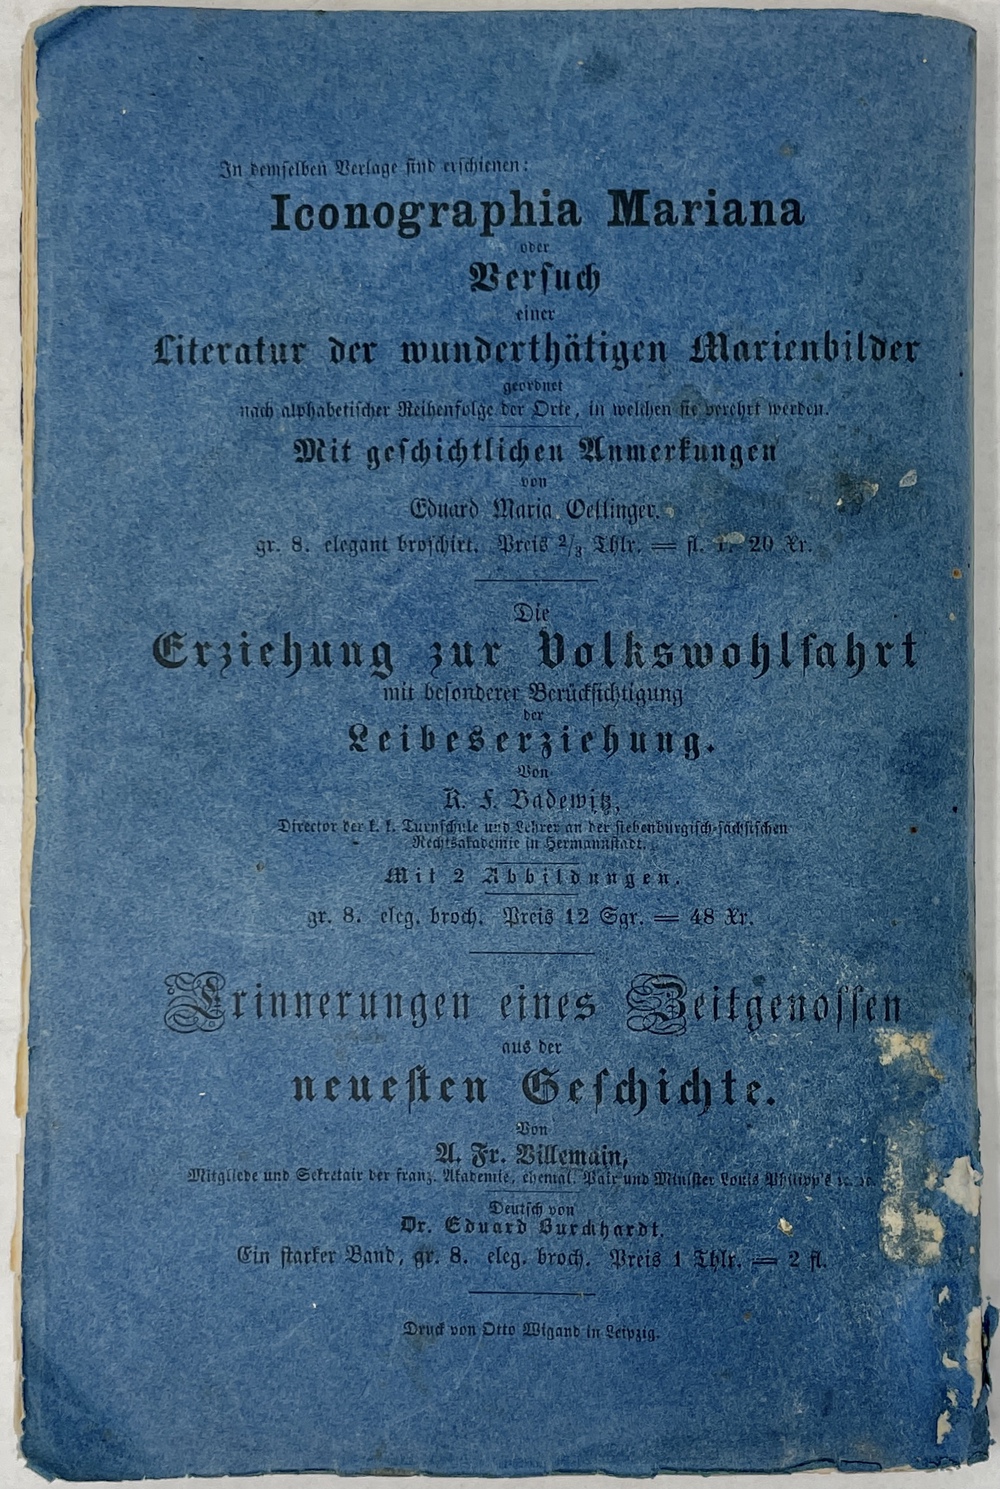 In demselben Verlage sind erschienen:
Iconographia Mariana
oder
Versuch
einer
Literatur der wunderthätigen Marienbilder
geordnet
nach alphabetischer Reihenfolge der Orte, in welchen sie verehrt werden.
Mit geschichtlichen Anmerkungen
von
Eduard Maria Oettinger.
gr. 8. elegant broschirt. Preis 2/3 Thlr. = fl. 1. 20 Xr.
Die
Erziehung zur Volkswohlfahrt
mit besonderer Berücksichtigung
der
Leibeserziehung.
Von
K. F. Badewitz,
Director der k. k. Turnschule und Lehrer an der siebenbürgisch-sächsischen
Rechtsakademie in Hermannstadt.
Mit 2 Abbildungen.
gr. 8. eleg. broch. Preis 12 Sgr. = 48 Xr.
Erinnerungen eines Zeitgenossen
aus der
neuesten Geschichte.
Von
A. Fr. Villemain,
Mitgliede und Sekretair der franz. Akademie, ehemal. Pair und Minister Louis Philipp's ꝛc. ꝛc.
Deutsch von
Dr. Eduard Burckhardt.
Ein starker Band, gr. 8. eleg. broch. Preis 1 Thlr. = 2 fl.
Druck von Otto Wigand in Leipzig.